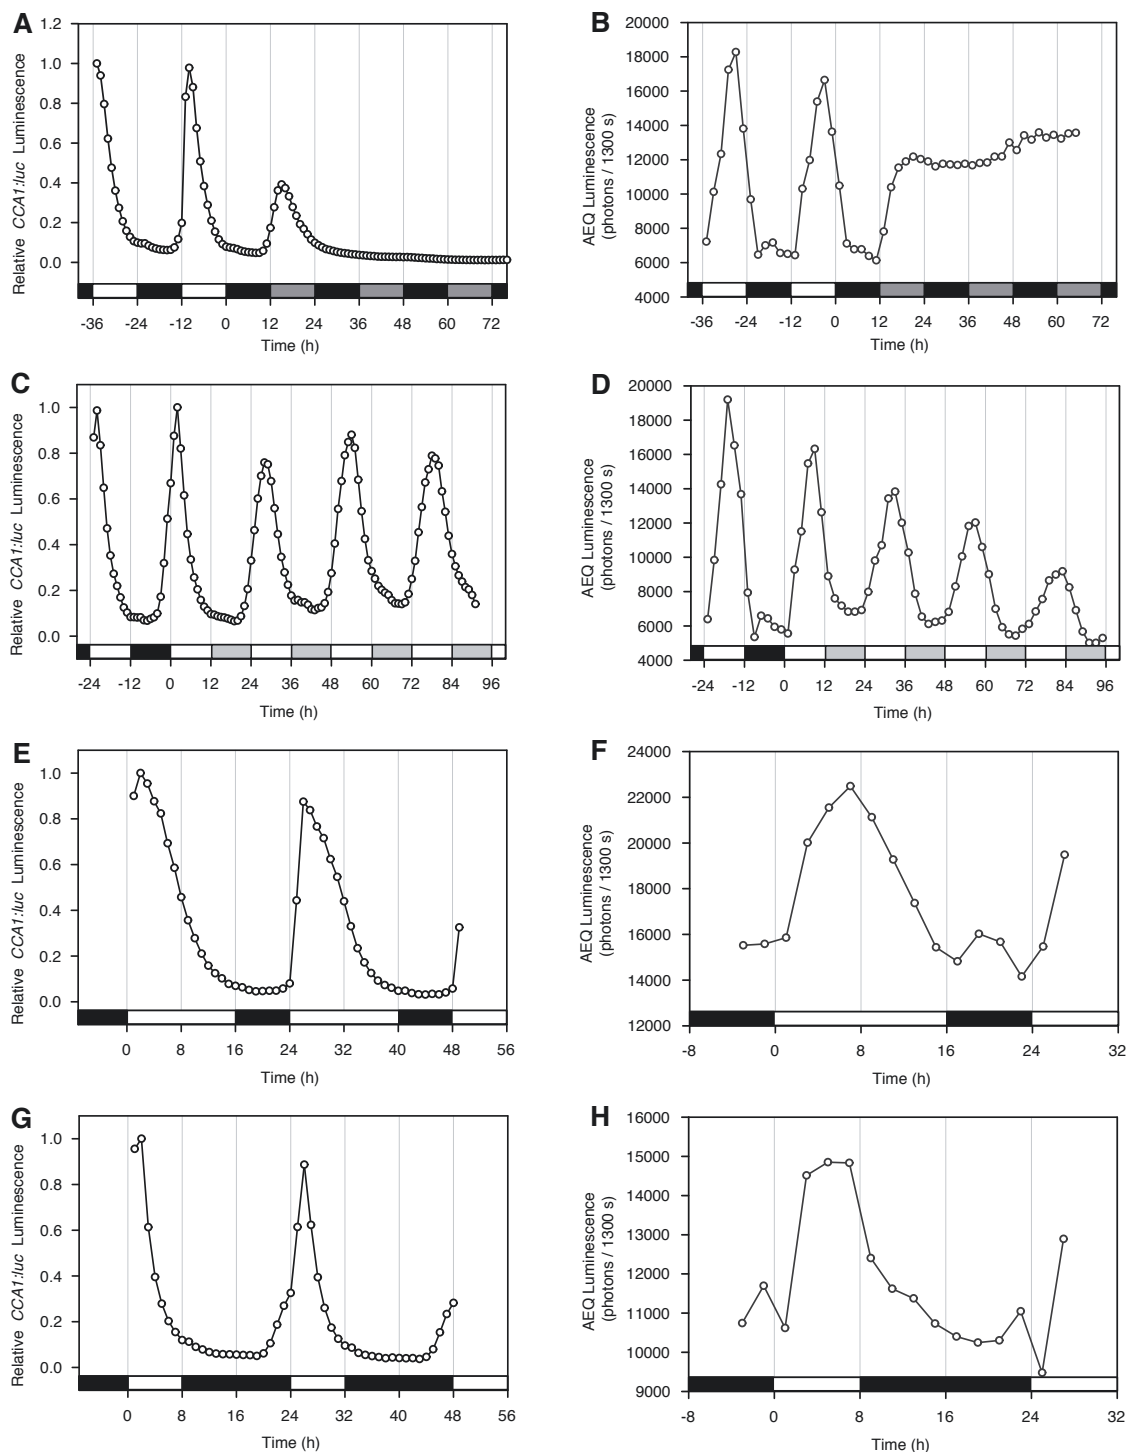 A
Relative CCA1:luc Luminescence
1.2
1.0
0.8
0.6
0.4
0.2
0.0
-36 -24 -12 0 12 24 36 48 60 72
Time (h)
B
AEQ Luminescence
(photons / 1300 s)
20000
18000
16000
14000
12000
10000
8000
6000
4000
-36 -24 -12 0 12 24 36 48 60 72
Time (h)
C
Relative CCA1:luc Luminescence
1.0
0.8
0.6
0.4
0.2
0.0
-24 -12 0 12 24 36 48 60 72 84 96
Time (h)
D
AEQ Luminescence
(photons / 1300 s)
20000
18000
16000
14000
12000
10000
8000
6000
4000
-24 -12 0 12 24 36 48 60 72 84 96
Time (h)
E
Relative CCA1:luc Luminescence
1.0
0.8
0.6
0.4
0.2
0.0
0 8 16 24 32 40 48 56
Time (h)
F
AEQ Luminescence
(photons / 1300 s)
24000
22000
20000
18000
16000
14000
12000
-8 0 8 16 24 32
Time (h)
G
Relative CCA1:luc Luminescence
1.0
0.8
0.6
0.4
0.2
0.0
0 8 16 24 32 40 48 56
Time (h)
H
AEQ Luminescence
(photons / 1300 s)
16000
15000
14000
13000
12000
11000
10000
9000
-8 0 8 16 24 32
Time (h)